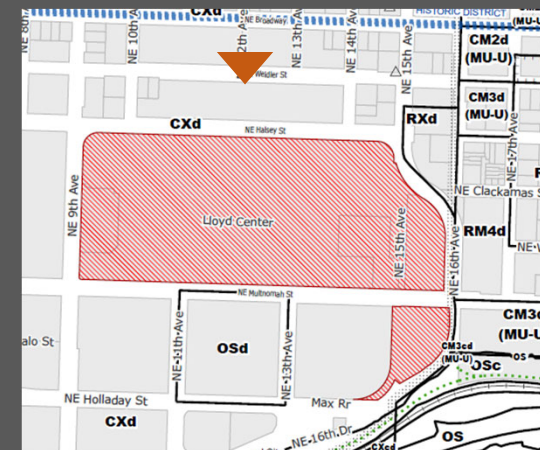 CXd
NE Broadway
HISTORIC DISTRICT
(MU-U)
NE 10th Ave
NE 13th Ave
NE 14th Ave
NE 15th Ave
CM2d
(MU-U)
Weidler St
CM3d
(MU-U)
CXd
NE Halsey St
RXd
NE 17th Ave
NE Clackamas S
NE 9th Ave
Lloyd Center
NE 15th Ave
NE 16th Ave
RM4d
NE Multnomah St
CM3d
(MU-U)
NE 11th Ave
NE 13th Ave
alo St
OSd
CM3cd
(MU-U)
OS
OSc
NE Holladay St
Max Rr
CXd
NE 16th Dr
OS
CXcd